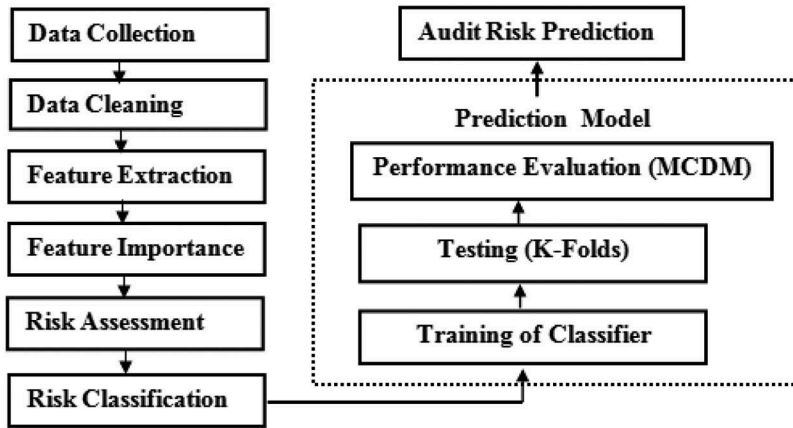 Data Collection
Data Cleaning
Feature Extraction
Feature Importance
Risk Assessment
Risk Classification
Audit Risk Prediction
Prediction Model
Performance Evaluation (MCDM)
Testing (K-Folds)
Training of Classifier